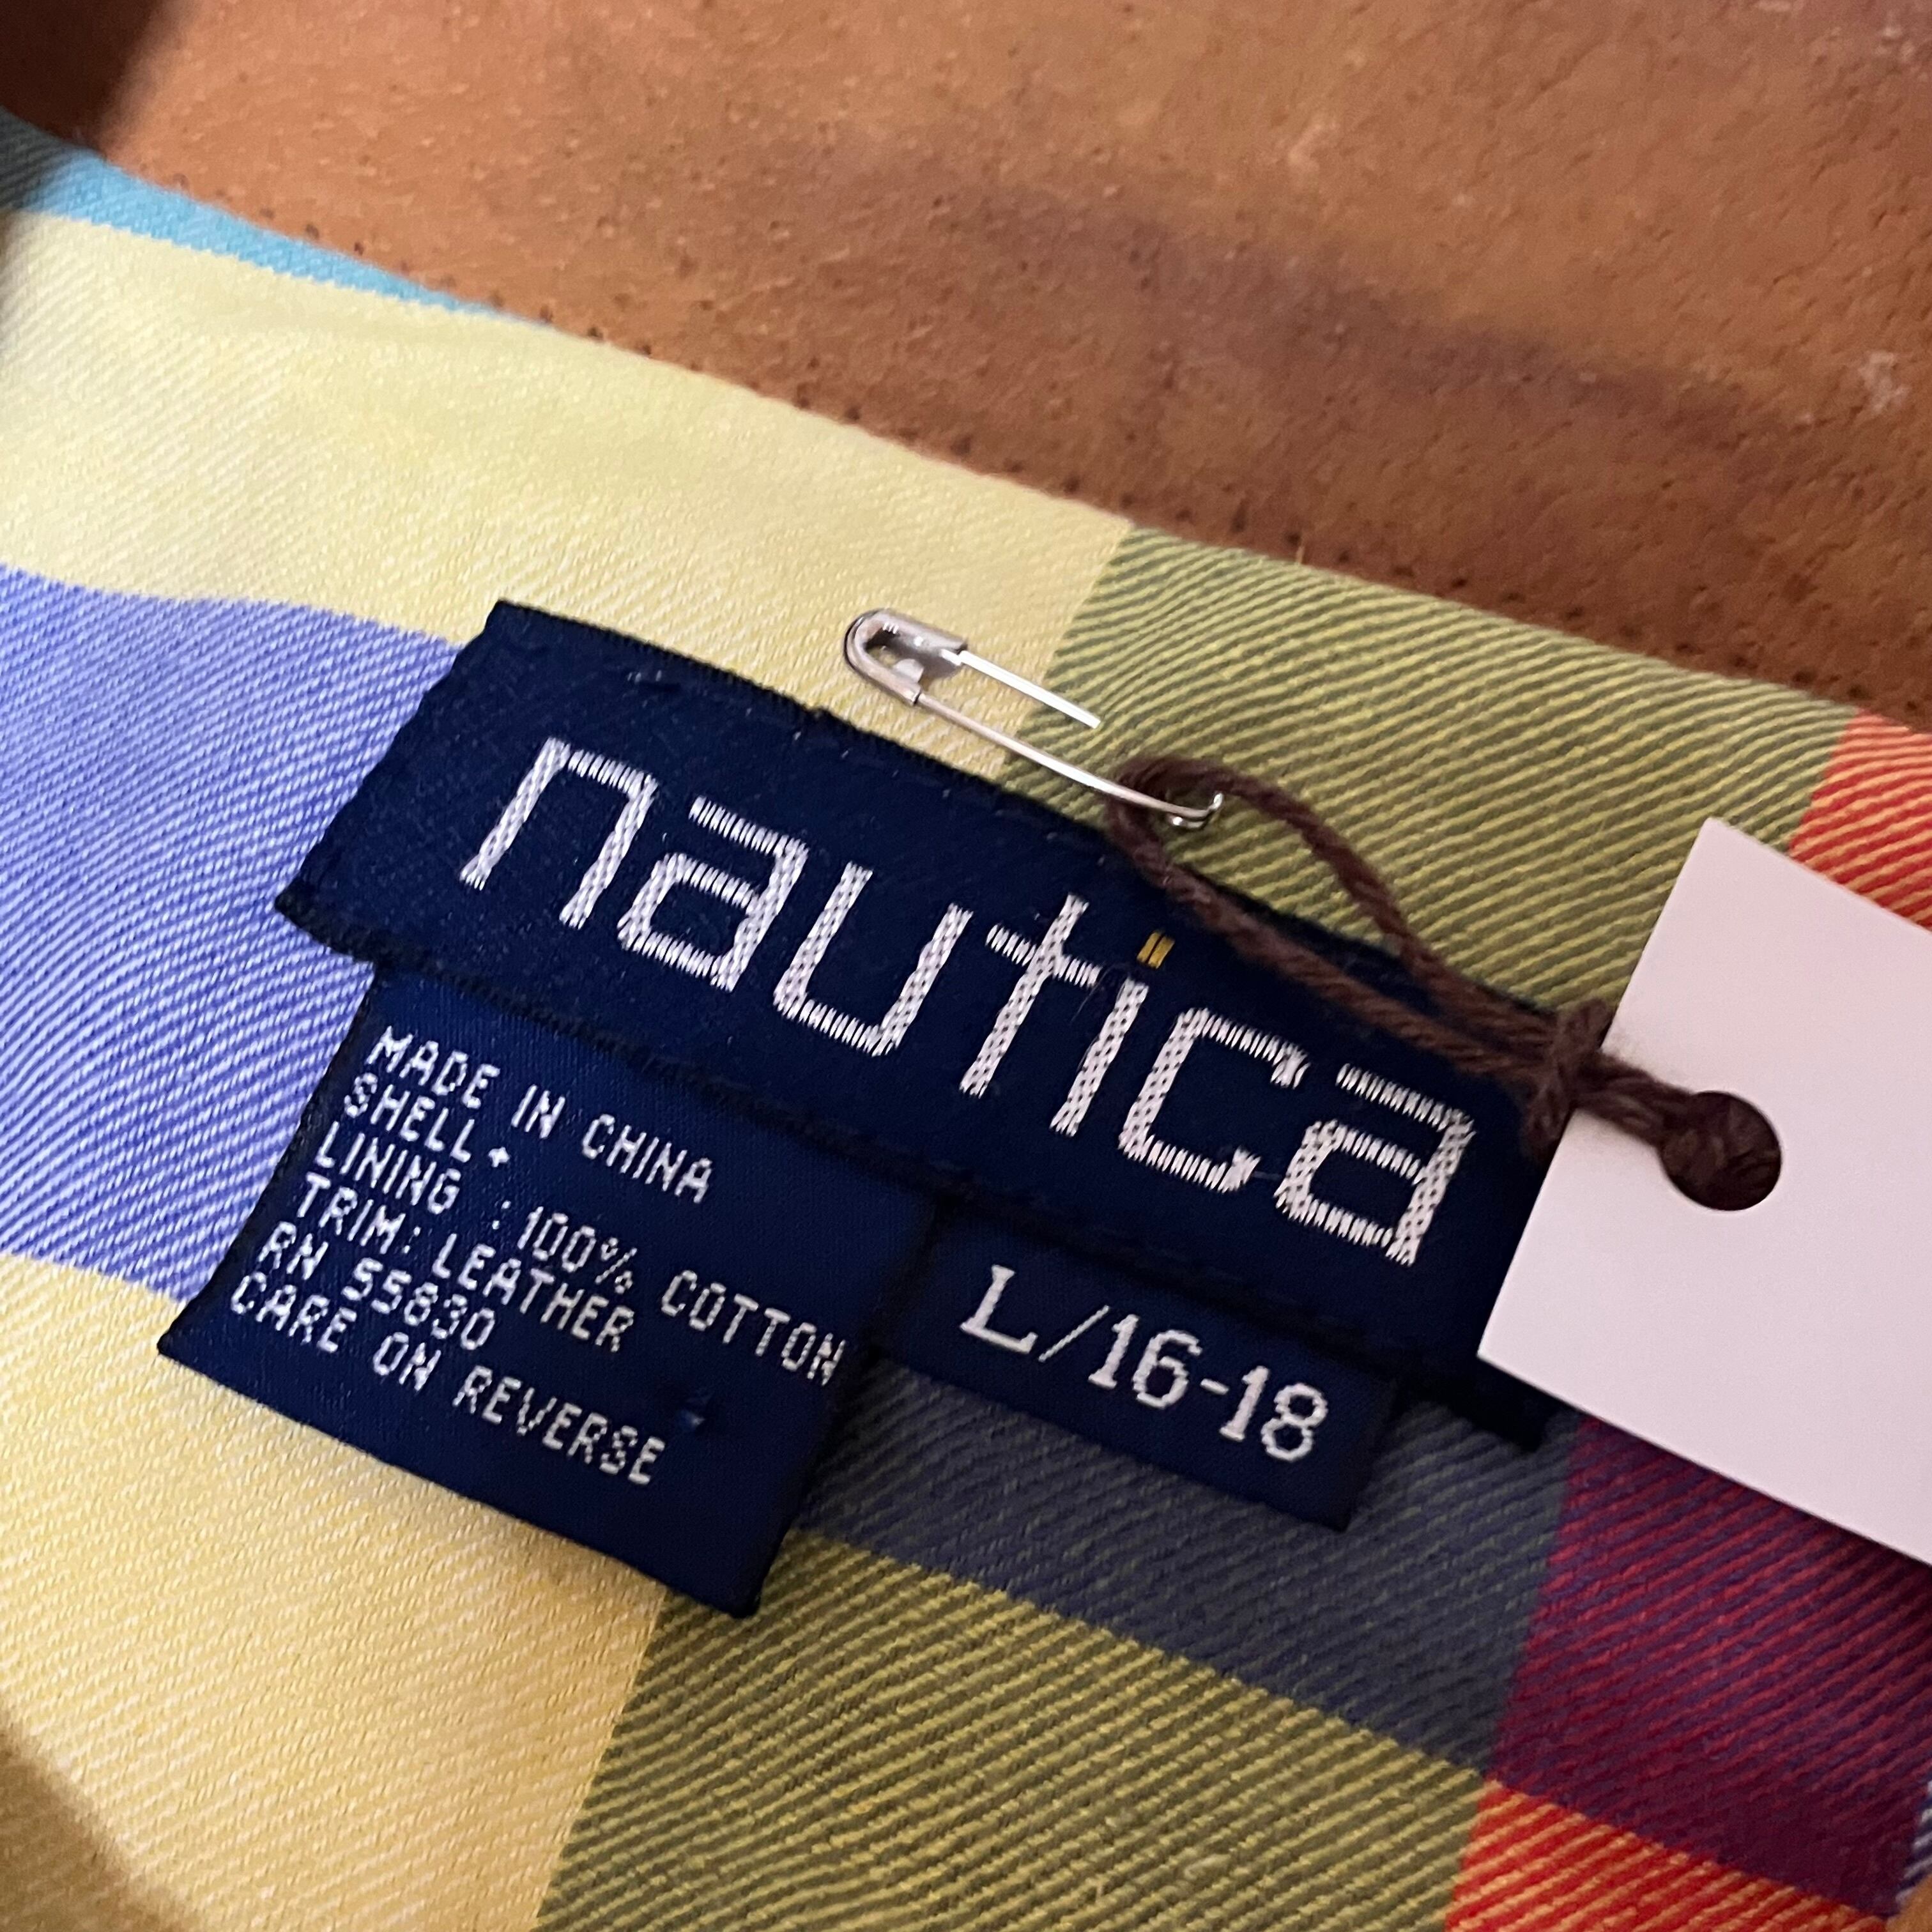 nautica
MADE IN CHINA
SHELL+
LINING : 100% COTTON
TRIM: LEATHER
RN 55830
CARE ON REVERSE
L/16-18